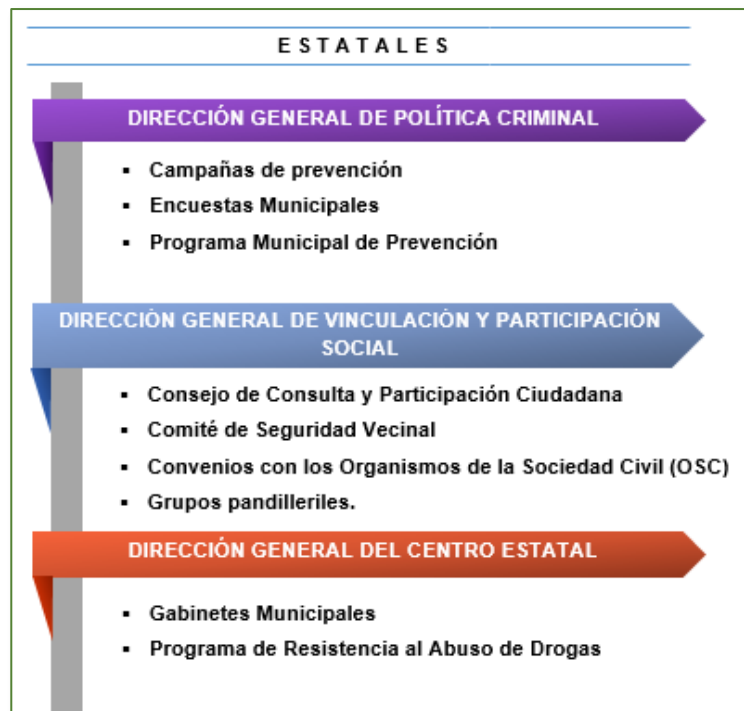 E S T A T A L E S
DIRECCIÓN GENERAL DE POLÍTICA CRIMINAL
▪ Campañas de prevención
▪ Encuestas Municipales
▪ Programa Municipal de Prevención
DIRECCIÓN GENERAL DE VINCULACIÓN Y PARTICIPACIÓN
SOCIAL
▪ Consejo de Consulta y Participación Ciudadana
▪ Comité de Seguridad Vecinal
▪ Convenios con los Organismos de la Sociedad Civil (OSC)
▪ Grupos pandilleriles.
DIRECCIÓN GENERAL DEL CENTRO ESTATAL
▪ Gabinetes Municipales
▪ Programa de Resistencia al Abuso de Drogas